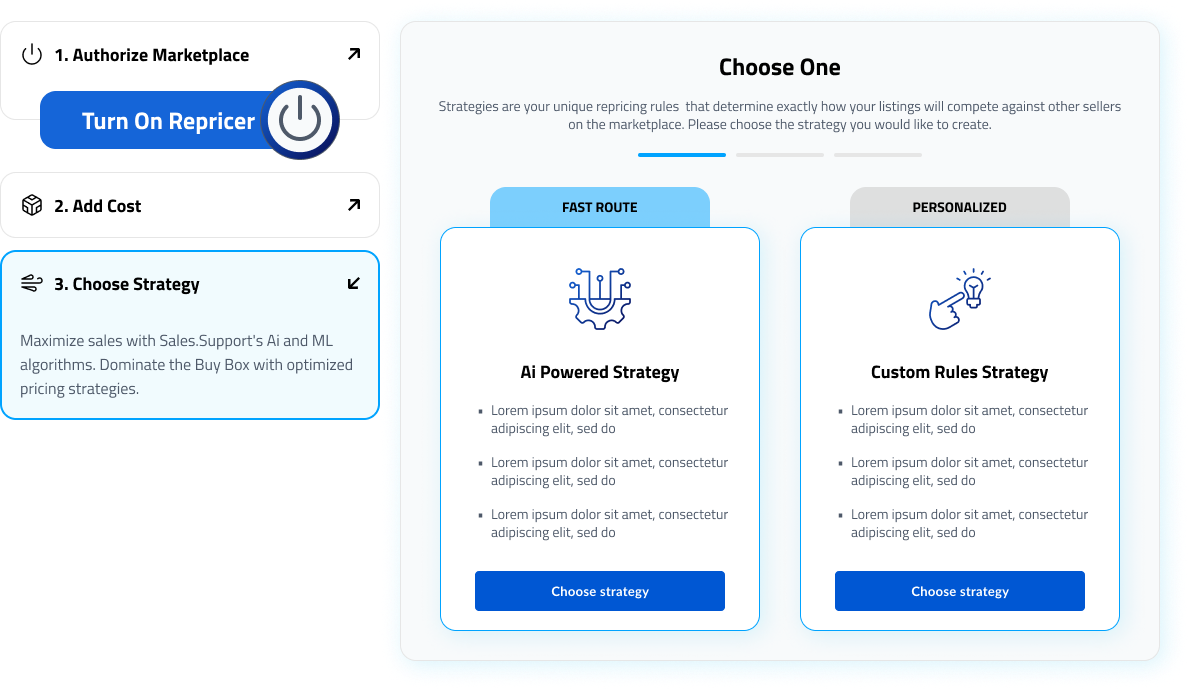 1. Authorize Marketplace
Turn On Repricer
2. Add Cost
3. Choose Strategy
Maximize sales with Sales.Support's Ai and ML
algorithms. Dominate the Buy Box with optimized
pricing strategies.
Choose One
Strategies are your unique repricing rules  that determine exactly how your listings will compete against other sellers
on the marketplace. Please choose the strategy you would like to create.
FAST ROUTE
Ai Powered Strategy
▪ Lorem ipsum dolor sit amet, consectetur
adipiscing elit, sed do
▪ Lorem ipsum dolor sit amet, consectetur
adipiscing elit, sed do
▪ Lorem ipsum dolor sit amet, consectetur
adipiscing elit, sed do
Choose strategy
PERSONALIZED
Custom Rules Strategy
▪ Lorem ipsum dolor sit amet, consectetur
adipiscing elit, sed do
▪ Lorem ipsum dolor sit amet, consectetur
adipiscing elit, sed do
▪ Lorem ipsum dolor sit amet, consectetur
adipiscing elit, sed do
Choose strategy